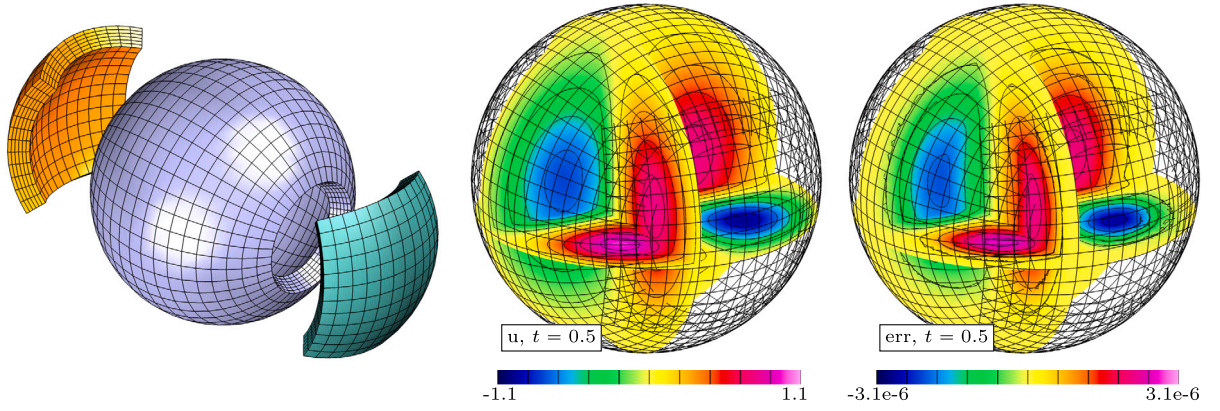 u, t = 0.5
err, t = 0.5
-1.1 1.1
-3.1e-6 3.1e-6